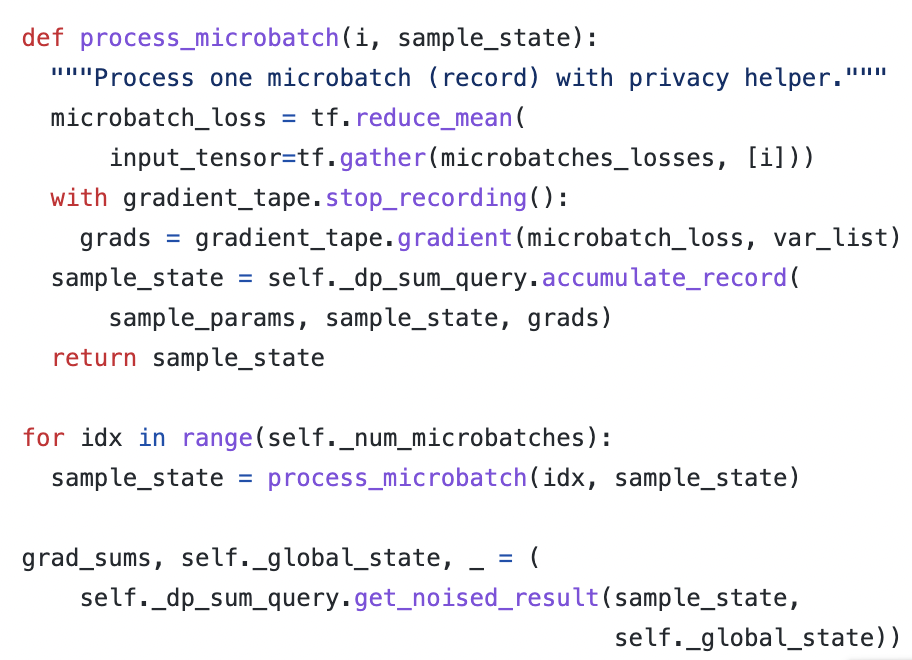 def process_microbatch(i, sample_state):
  """Process one microbatch (record) with privacy helper."""
  microbatch_loss = tf.reduce_mean(
      input_tensor=tf.gather(microbatches_losses, [i]))
  with gradient_tape.stop_recording():
    grads = gradient_tape.gradient(microbatch_loss, var_list)
  sample_state = self._dp_sum_query.accumulate_record(
      sample_params, sample_state, grads)
  return sample_state

for idx in range(self._num_microbatches):
  sample_state = process_microbatch(idx, sample_state)

grad_sums, self._global_state, _ = (
    self._dp_sum_query.get_noised_result(sample_state,
                                         self._global_state))